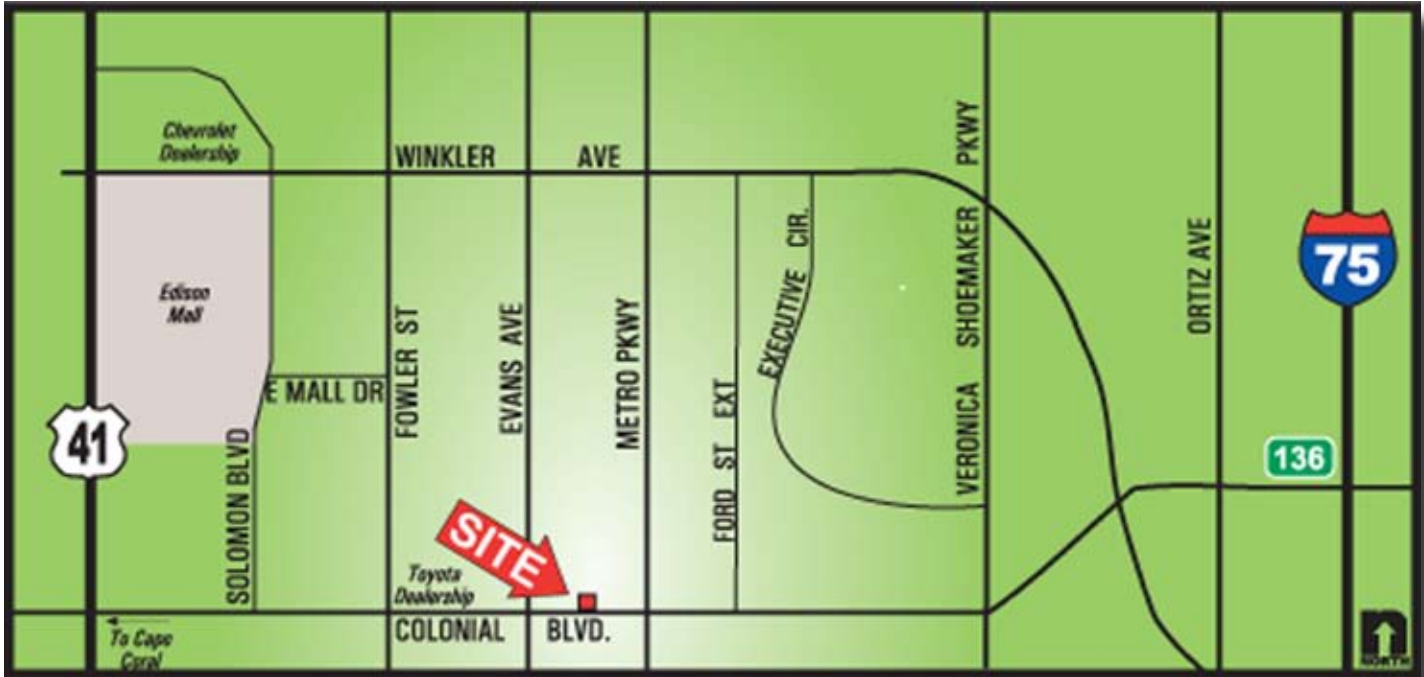 Chevrolet
Dealership
WINKLER AVE
Edison
Mall
E MALL DR
SOLOMON BLVD
FOWLER ST
EVANS AVE
METRO PKWY
FORD ST EXT
EXECUTIVE CIR.
VERONICA SHOEMAKER PKWY
ORTIZ AVE
75
41
136
SITE
Toyota
Dealership
COLONIAL BLVD.
To Cape
Coral
n
NORTH